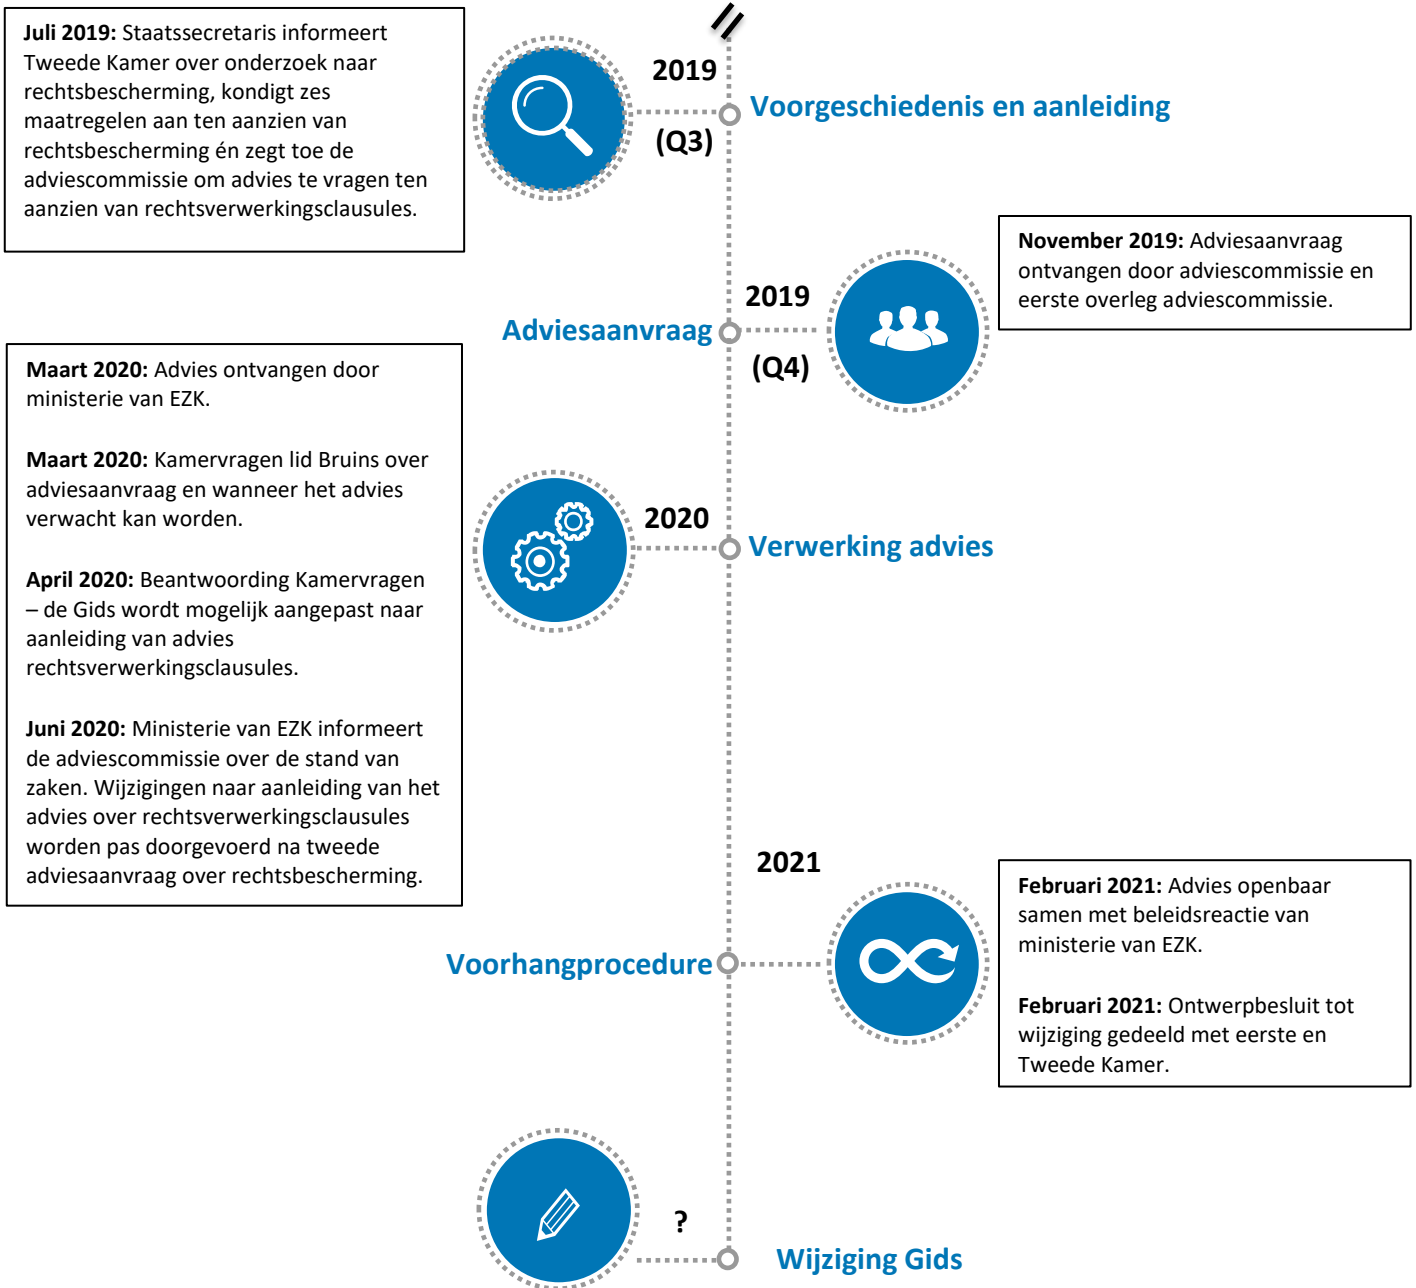 Juli 2019: Staatssecretaris informeert
Tweede Kamer over onderzoek naar
rechtsbescherming, kondigt zes
maatregelen aan ten aanzien van
rechtsbescherming én zegt toe de
adviescommissie om advies te vragen ten
aanzien van rechtsverwerkingsclausules.
2019
(Q3)
Voorgeschiedenis en aanleiding
November 2019: Adviesaanvraag
ontvangen door adviescommissie en
eerste overleg adviescommissie.
2019
(Q4)
Adviesaanvraag
Maart 2020: Advies ontvangen door
ministerie van EZK.
Maart 2020: Kamervragen lid Bruins over
adviesaanvraag en wanneer het advies
verwacht kan worden.
April 2020: Beantwoording Kamervragen
– de Gids wordt mogelijk aangepast naar
aanleiding van advies
rechtsverwerkingsclausules.
Juni 2020: Ministerie van EZK informeert
de adviescommissie over de stand van
zaken. Wijzigingen naar aanleiding van het
advies over rechtsverwerkingsclausules
worden pas doorgevoerd na tweede
adviesaanvraag over rechtsbescherming.
2020
Verwerking advies
2021
Voorhangprocedure
Februari 2021: Advies openbaar
samen met beleidsreactie van
ministerie van EZK.
Februari 2021: Ontwerpbesluit tot
wijziging gedeeld met eerste en
Tweede Kamer.
?
Wijziging Gids